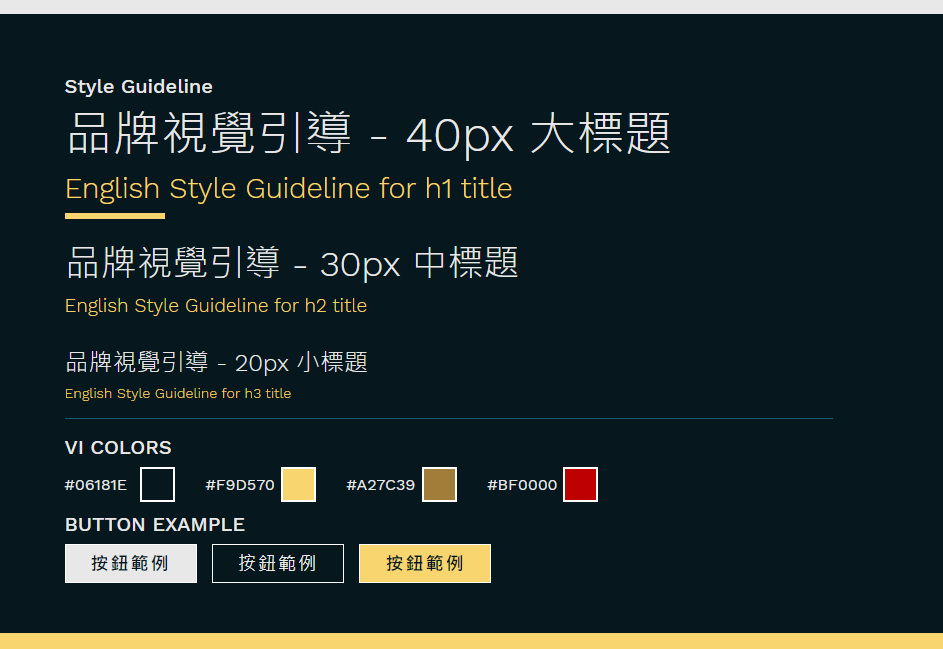 Style Guideline
品牌視覺引導 - 40px 大標題
English Style Guideline for h1 title
品牌視覺引導 - 30px 中標題
English Style Guideline for h2 title
品牌視覺引導 - 20px 小標題
English Style Guideline for h3 title
VI COLORS
#06181E #F9D570 #A27C39 #BF0000
BUTTON EXAMPLE
按鈕範例 按鈕範例 按鈕範例